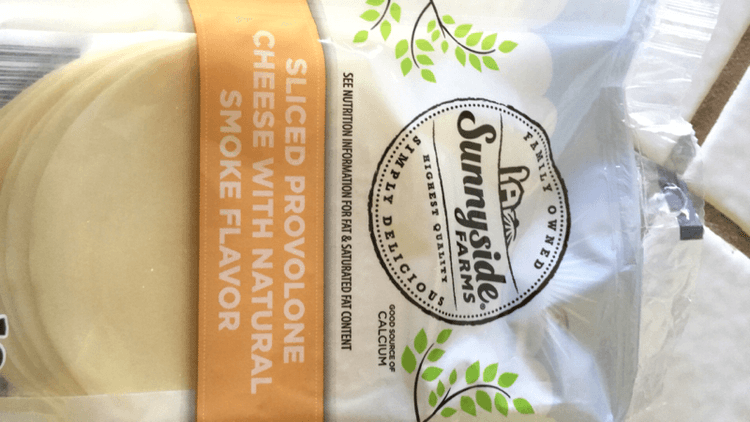 FAMILY OWNED
Sunnyside
FARMS
HIGHEST QUALITY
SIMPLY DELICIOUS
GOOD SOURCE OF
CALCIUM
SEE NUTRITION INFORMATION FOR FAT & SATURATED FAT CONTENT
SLICED PROVOLONE
CHEESE WITH NATURAL
SMOKE FLAVOR